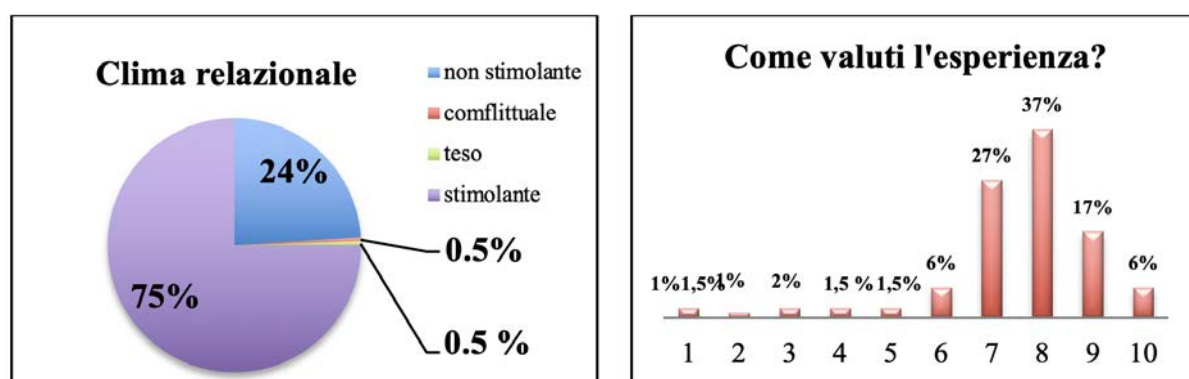 Clima relazionale
non stimolante
comflittuale
teso
stimolante
24%
0.5%
75%
0.5 %
Come valuti l'esperienza?
37%
27%
17%
6%
6%
1%
1,5%
1%
2%
1,5 %
1,5%
1 2 3 4 5 6 7 8 9 10